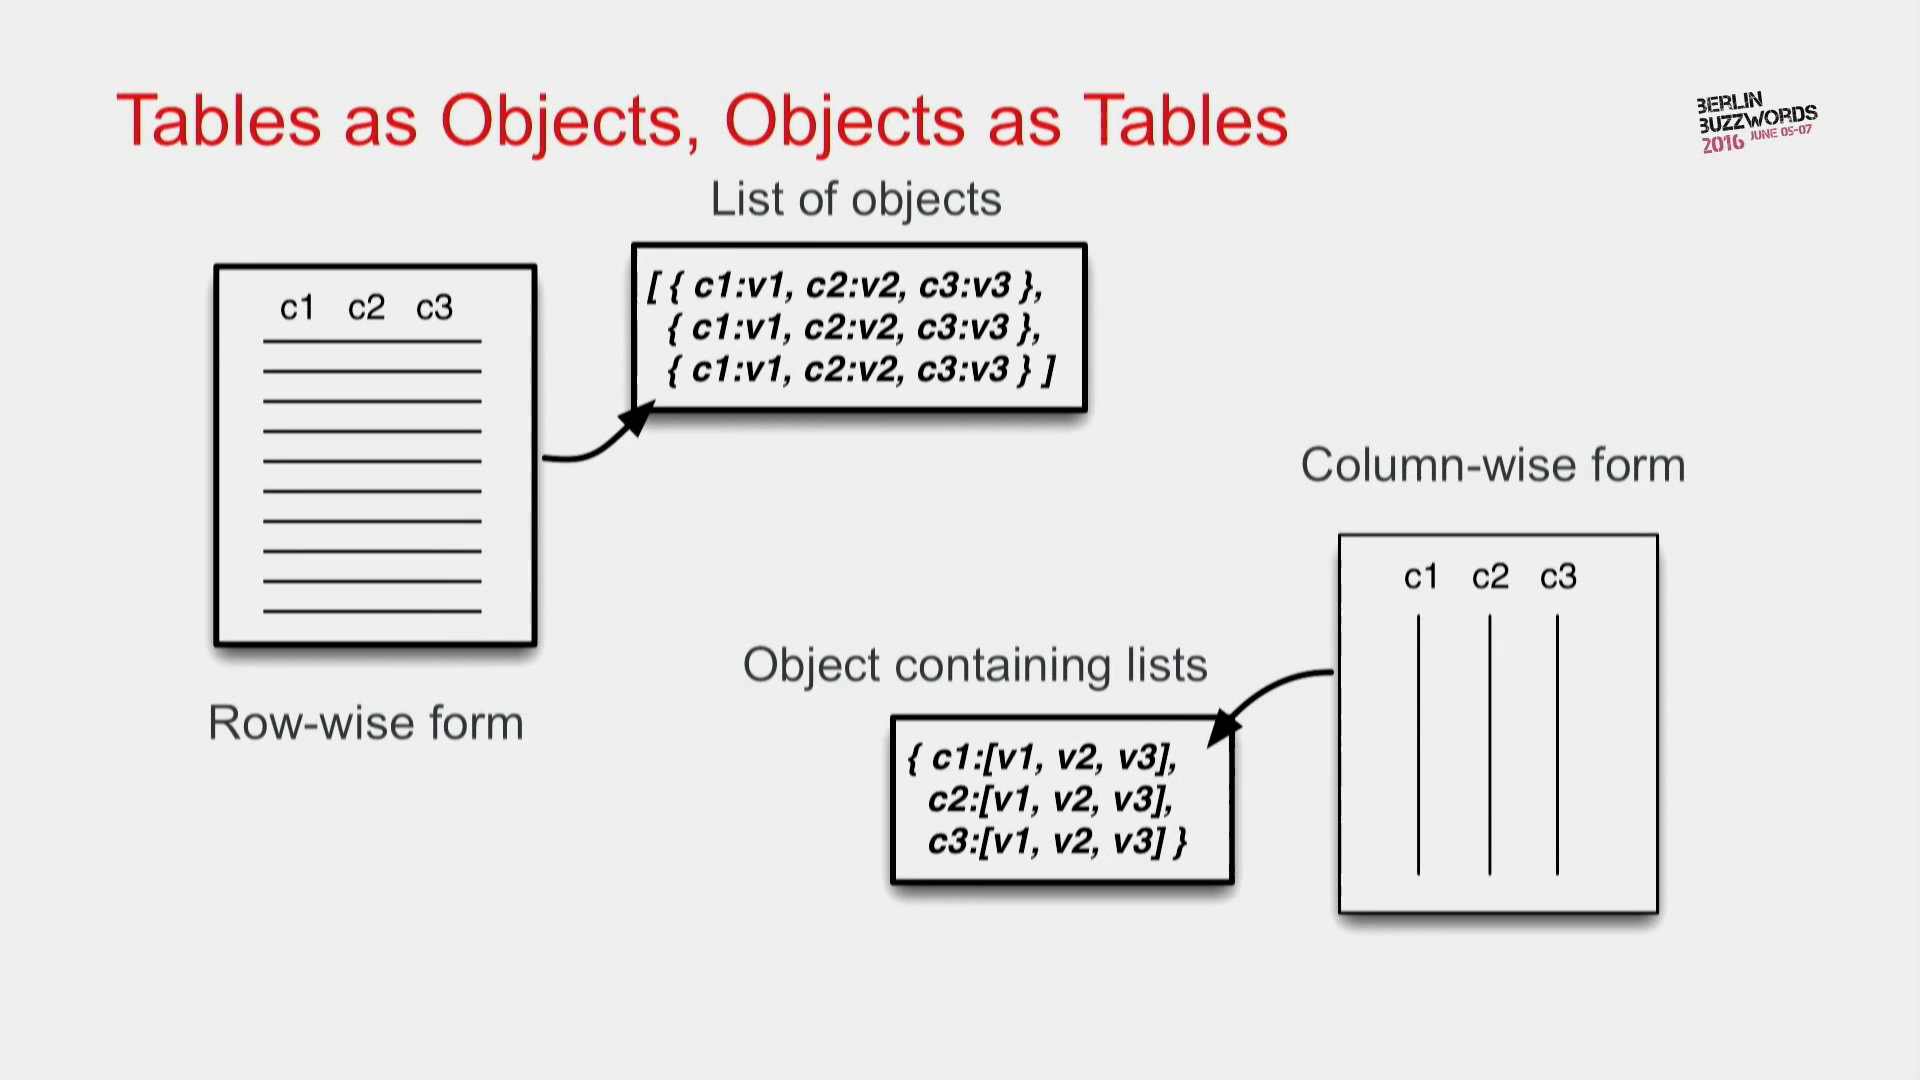 Tables as Objects, Objects as Tables
BERLIN
BUZZWORDS
2016 JUNE 05-07
List of objects
[ { c1:v1, c2:v2, c3:v3 },
{ c1:v1, c2:v2, c3:v3 },
{ c1:v1, c2:v2, c3:v3 } ]
c1 c2 c3
Row-wise form
Column-wise form
c1 c2 c3
Object containing lists
{ c1:[v1, v2, v3],
c2:[v1, v2, v3],
c3:[v1, v2, v3] }